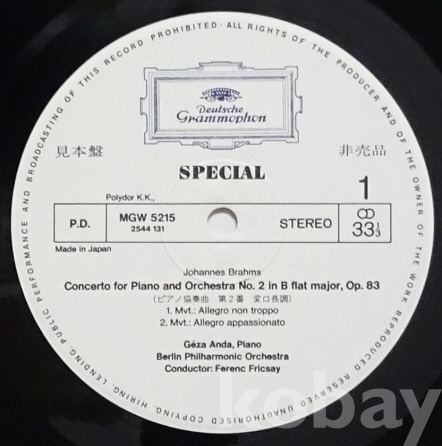 ALL RIGHTS OF THE PRODUCER AND OF THE OWNER OF THE WORK REPRODUCED RESERVED. UNAUTHORISED COPYING, HIRING, LENDING, PUBLIC PERFORMANCE AND BROADCASTING OF THIS RECORD PROHIBITED ·
Deutsche
Grammophon
見本盤
非売品
SPECIAL
1
Polydor K.K.,
P.D.
MGW 5215
2544 131
STEREO
33 1/3
Made in Japan
Johannes Brahms
Concerto for Piano and Orchestra No. 2 in B flat major, Op. 83
(ピアノ協奏曲 第2番 変ロ長調)
1. Mvt.: Allegro non troppo
2. Mvt.: Allegro appassionato
Géza Anda, Piano
Berlin Philharmonic Orchestra
Conductor: Ferenc Fricsay
kobay